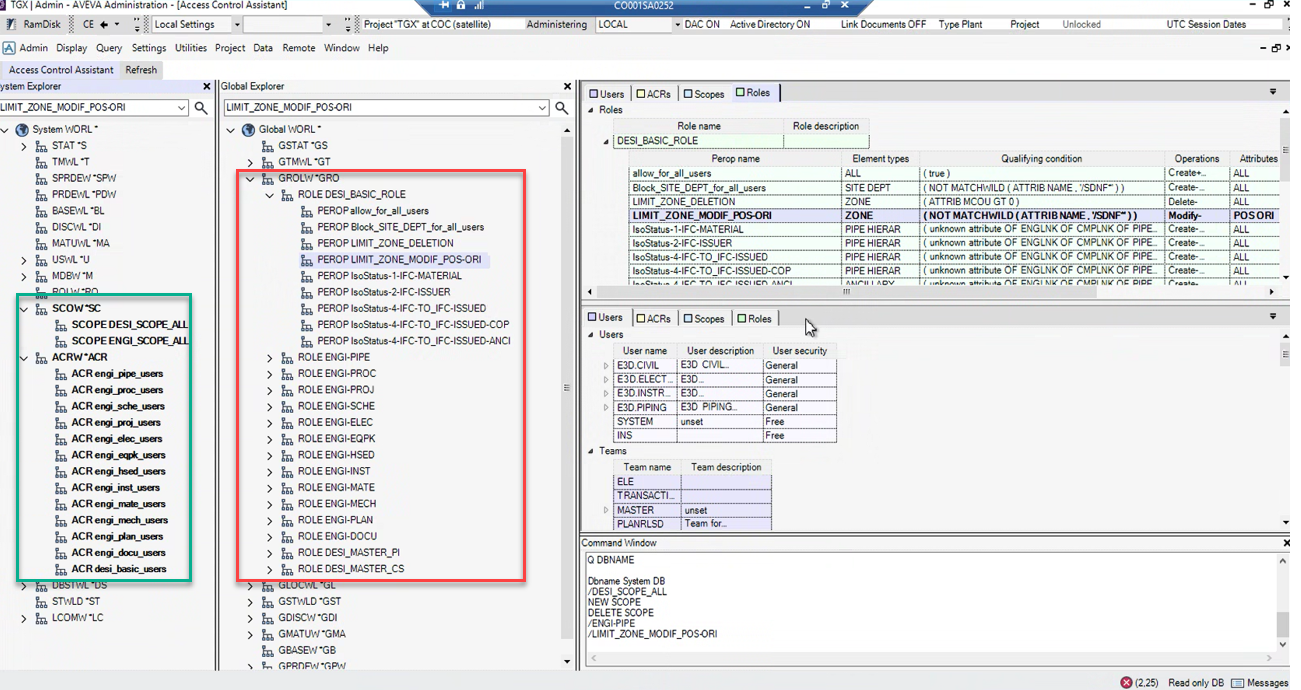 TGX | Admin - AVEVA Administration - [Access Control Assistant]
CO001SA0252
RamDisk CE Local Settings Project "TGX" at COC (satellite) Administering LOCAL DAC ON Active Directory ON Link Documents OFF Type Plant Project Unlocked UTC Session Dates
Admin Display Query Settings Utilities Project Data Remote Window Help
Access Control Assistant Refresh
ystem Explorer
LIMIT_ZONE_MODIF_POS-ORI
System WORL *
STAT *S
TMWL *T
SPRDEW *SPW
PRDEWL *PDW
BASEWL *BL
DISCWL *DI
MATUWL *MA
USWL *U
MDBW *M
ROLW *RO
SCOW *SC
SCOPE DESI_SCOPE_ALL
SCOPE ENGI_SCOPE_ALL
ACRW *ACR
ACR engi_pipe_users
ACR engi_proc_users
ACR engi_sche_users
ACR engi_proj_users
ACR engi_elec_users
ACR engi_eqpk_users
ACR engi_hsed_users
ACR engi_inst_users
ACR engi_mate_users
ACR engi_mech_users
ACR engi_plan_users
ACR engi_docu_users
ACR desi_basic_users
DBSTWL *DS
STWLD *ST
LCOMW *LC
Global Explorer
LIMIT_ZONE_MODIF_POS-ORI
Global WORL *
GSTAT *GS
GTMWL *GT
GROLW *GRO
ROLE DESI_BASIC_ROLE
PEROP allow_for_all_users
PEROP Block_SITE_DEPT_for_all_users
PEROP LIMIT_ZONE_DELETION
PEROP LIMIT_ZONE_MODIF_POS-ORI
PEROP IsoStatus-1-IFC-MATERIAL
PEROP IsoStatus-2-IFC-ISSUER
PEROP IsoStatus-4-IFC-TO_IFC-ISSUED
PEROP IsoStatus-4-IFC-TO_IFC-ISSUED-COP
PEROP IsoStatus-4-IFC-TO_IFC-ISSUED-ANCI
ROLE ENGI-PIPE
ROLE ENGI-PROC
ROLE ENGI-PROJ
ROLE ENGI-SCHE
ROLE ENGI-ELEC
ROLE ENGI-EQPK
ROLE ENGI-HSED
ROLE ENGI-INST
ROLE ENGI-MATE
ROLE ENGI-MECH
ROLE ENGI-PLAN
ROLE ENGI-DOCU
ROLE DESI_MASTER_PI
ROLE DESI_MASTER_CS
GLOCWL *GL
GSTWLD *GST
GDISCW *GDI
GMATUW *GMA
GBASEW *GB
GPRDEW *GPW
Users ACRs Scopes Roles
Roles
Role name Role description
DESI_BASIC_ROLE
Perop name Element types Qualifying condition Operations Attributes
allow_for_all_users ALL ( true ) Create+... ALL
Block_SITE_DEPT_for_all_users SITE DEPT ( NOT MATCHWILD ( ATTRIB NAME , '/SDNF*' ) ) Create-... ALL
LIMIT_ZONE_DELETION ZONE ( ATTRIB MCOU GT 0 ) Delete- ALL
LIMIT_ZONE_MODIF_POS-ORI ZONE ( NOT MATCHWILD ( ATTRIB NAME , '/SDNF*' ) ) Modify- POS ORI
IsoStatus-1-IFC-MATERIAL PIPE HIERAR ( unknown attribute OF ENGLNK OF CMPLNK OF PIPE... Create-... ALL
IsoStatus-2-IFC-ISSUER PIPE HIERAR ( unknown attribute OF ENGLNK OF CMPLNK OF PIPE... Create-... ALL
IsoStatus-4-IFC-TO_IFC-ISSUED PIPE HIERAR ( unknown attribute OF ENGLNK OF CMPLNK OF PIPE... Create-... ALL
IsoStatus-4-IFC-TO_IFC-ISSUED-COP PIPE HIERAR ( unknown attribute OF ENGLNK OF CMPLNK OF PIPE... Create-... ALL
IsoStatus-4-IFC-TO_IFC-ISSUED-ANCI ANCILLARY ( unknown attribute OF ENGLNK OF CMPLNK OF PIPE... Create-... ALL
Users ACRs Scopes Roles
Users
User name User description User security
E3D.CIVIL E3D CIVIL... General
E3D.ELECT... E3D... General
E3D.INSTR... E3D... General
E3D.PIPING E3D PIPING... General
SYSTEM unset Free
INS Free
Teams
Team name Team description
ELE
TRANSACTI...
MASTER unset
PLANRLSD Team for...
Command Window
Q DBNAME
Dbname System DB
/DESI_SCOPE_ALL
NEW SCOPE
DELETE SCOPE
/ENGI-PIPE
/LIMIT_ZONE_MODIF_POS-ORI
(2,25) Read only DB Messages